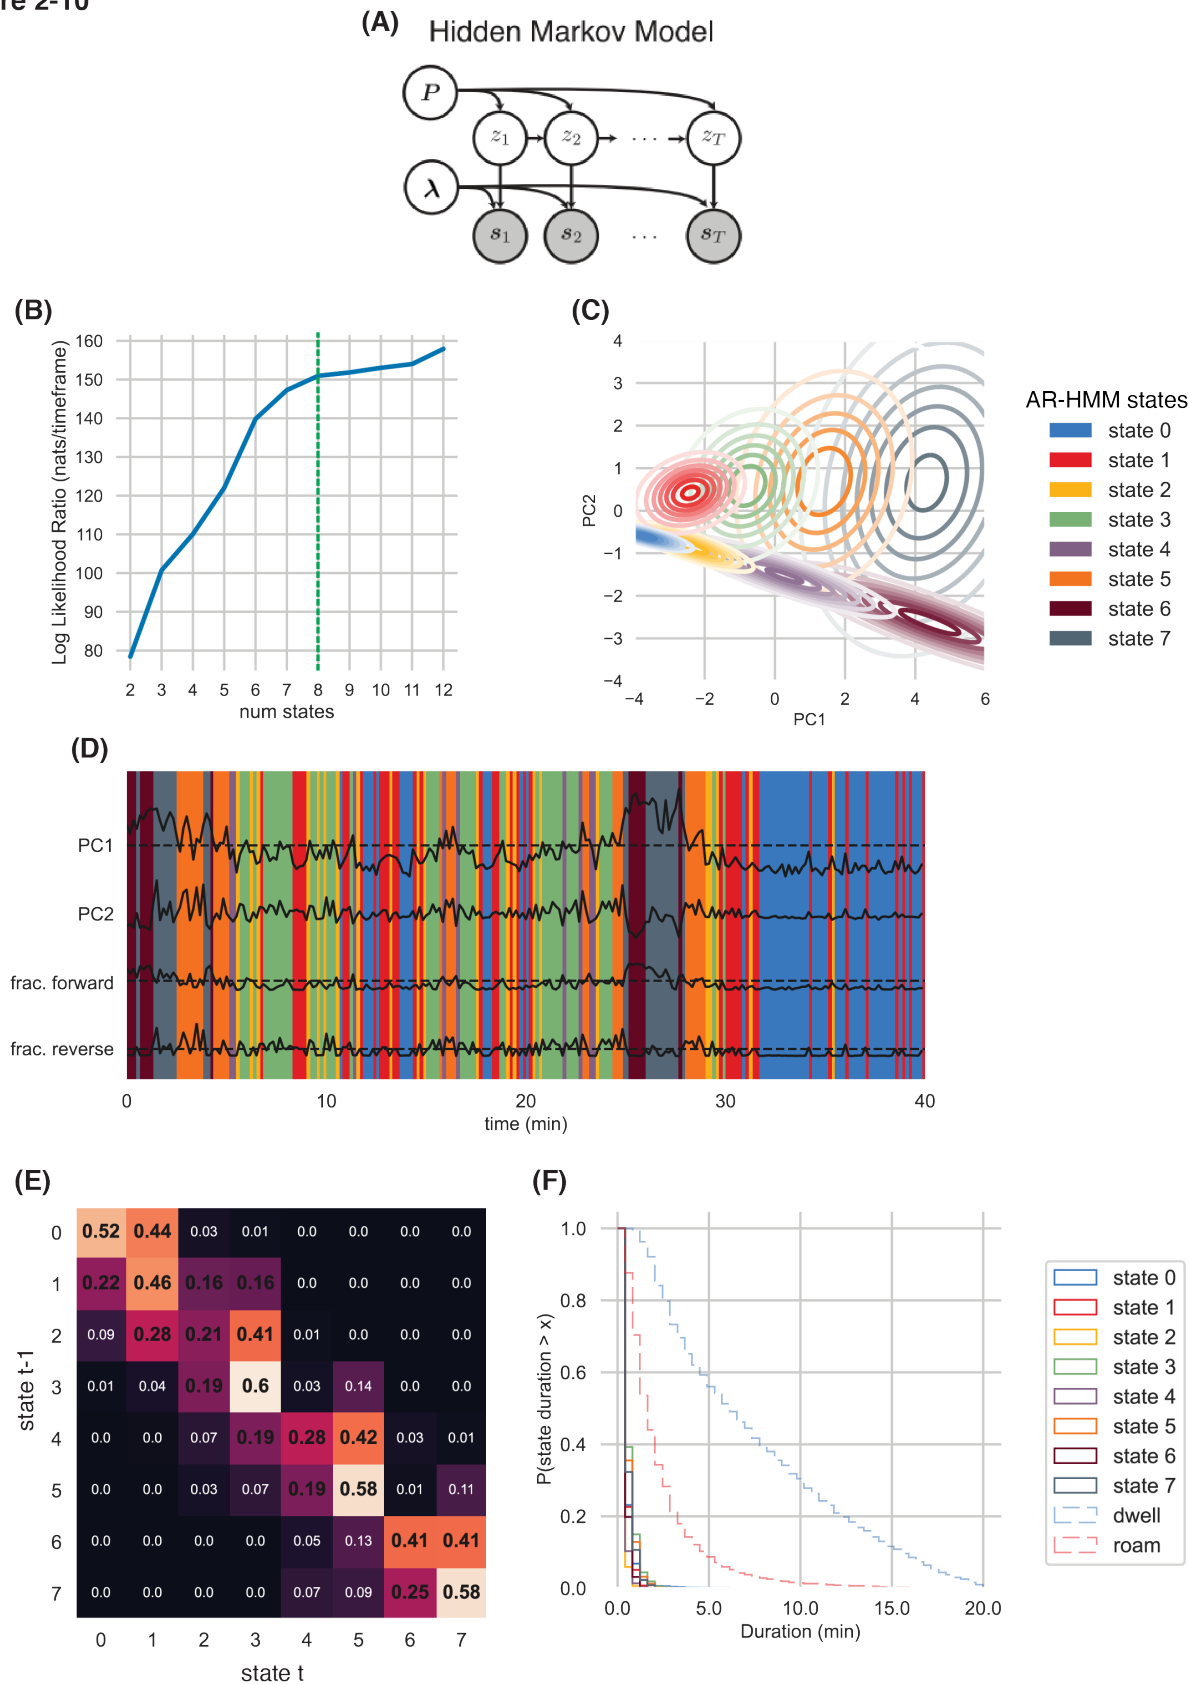 re 2-10
(A)
Hidden Markov Model
P
z1 z2 ... zT
λ
s1 s2 ... sT
(B)
Log Likelihood Ratio (nats/timeframe)
160
150
140
130
120
110
100
90
80
2 3 4 5 6 7 8 9 10 11 12
num states
(C)
PC2
4
3
2
1
0
−1
−2
−3
−4
−4 −2 0 2 4 6
PC1
AR-HMM states
state 0
state 1
state 2
state 3
state 4
state 5
state 6
state 7
(D)
PC1
PC2
frac. forward
frac. reverse
0 10 20 30 40
time (min)
(E)
state t-1
0 0.52 0.44 0.03 0.01 0.0 0.0 0.0 0.0
1 0.22 0.46 0.16 0.16 0.0 0.0 0.0 0.0
2 0.09 0.28 0.21 0.41 0.01 0.0 0.0 0.0
3 0.01 0.04 0.19 0.6 0.03 0.14 0.0 0.0
4 0.0 0.0 0.07 0.19 0.28 0.42 0.03 0.01
5 0.0 0.0 0.03 0.07 0.19 0.58 0.01 0.11
6 0.0 0.0 0.0 0.0 0.05 0.13 0.41 0.41
7 0.0 0.0 0.0 0.0 0.07 0.09 0.25 0.58
0 1 2 3 4 5 6 7
state t
(F)
P(state duration > x)
1.0
0.8
0.6
0.4
0.2
0.0
0.0 5.0 10.0 15.0 20.0
Duration (min)
state 0
state 1
state 2
state 3
state 4
state 5
state 6
state 7
dwell
roam